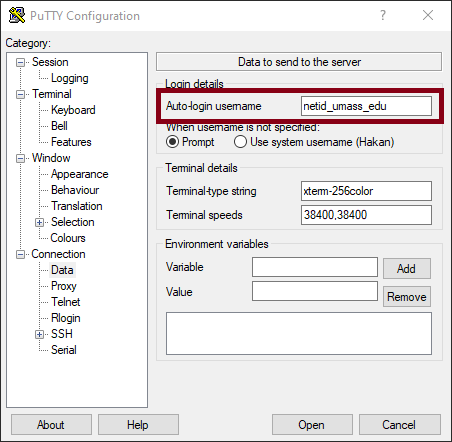 PuTTY Configuration
?
Category:
Session
Logging
Terminal
Keyboard
Bell
Features
Window
Appearance
Behaviour
Translation
Selection
Colours
Connection
Data
Proxy
Telnet
Rlogin
SSH
Serial
Data to send to the server
Login details
Auto-login username netid_umass_edu
When username is not specified:
Prompt Use system username (Hakan)
Terminal details
Terminal-type string xterm-256color
Terminal speeds 38400,38400
Environment variables
Variable Add
Value Remove
About Help Open Cancel